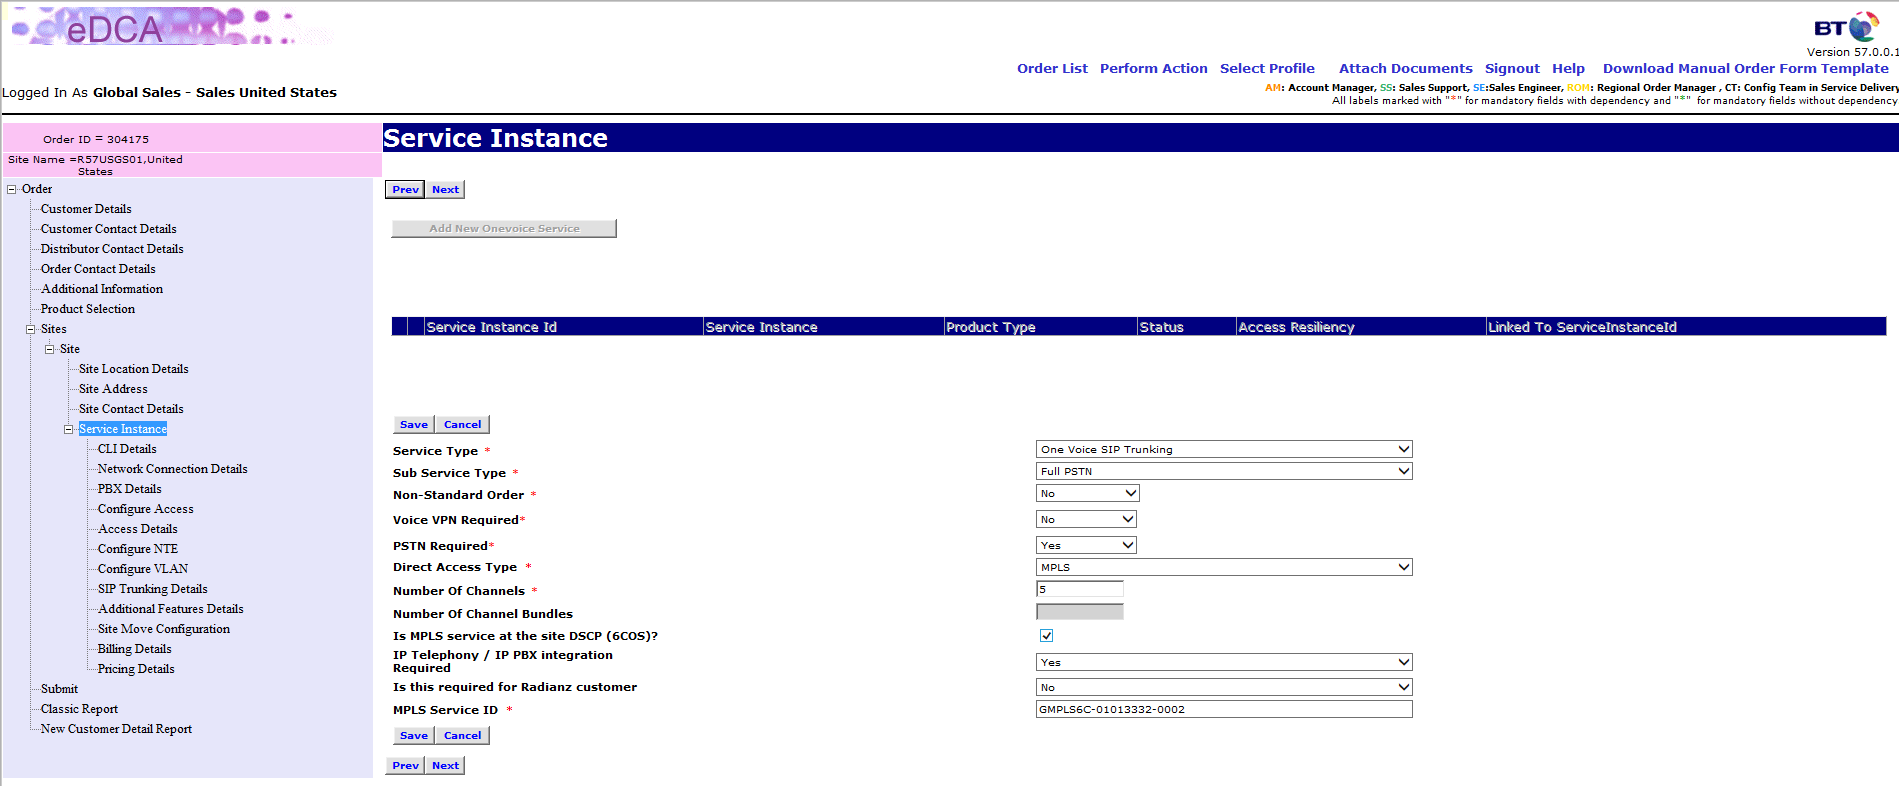 eDCA
BT
Version 57.0.0.1
Order List Perform Action Select Profile Attach Documents Signout Help Download Manual Order Form Template
Logged In As Global Sales - Sales United States
AM: Account Manager, SS: Sales Support, SE:Sales Engineer, ROM: Regional Order Manager , CT: Config Team in Service Delivery
All labels marked with "*" for mandatory fields with dependency and "*" for mandatory fields without dependency
Order ID = 304175
Site Name =R57USGS01,United
States
Order
Customer Details
Customer Contact Details
Distributor Contact Details
Order Contact Details
Additional Information
Product Selection
Sites
Site
Site Location Details
Site Address
Site Contact Details
Service Instance
CLI Details
Network Connection Details
PBX Details
Configure Access
Access Details
Configure NTE
Configure VLAN
SIP Trunking Details
Additional Features Details
Site Move Configuration
Billing Details
Pricing Details
Submit
Classic Report
New Customer Detail Report
Service Instance
Prev Next
Add New Onevoice Service
Service Instance Id Service Instance Product Type Status Access Resiliency Linked To ServiceInstanceId
Save Cancel
Service Type * One Voice SIP Trunking
Sub Service Type * Full PSTN
Non-Standard Order * No
Voice VPN Required* No
PSTN Required* Yes
Direct Access Type * MPLS
Number Of Channels * 5
Number Of Channel Bundles
Is MPLS service at the site DSCP (6COS)?
IP Telephony / IP PBX integration
Required Yes
Is this required for Radianz customer No
MPLS Service ID * GMPLS6C-01013332-0002
Save Cancel
Prev Next